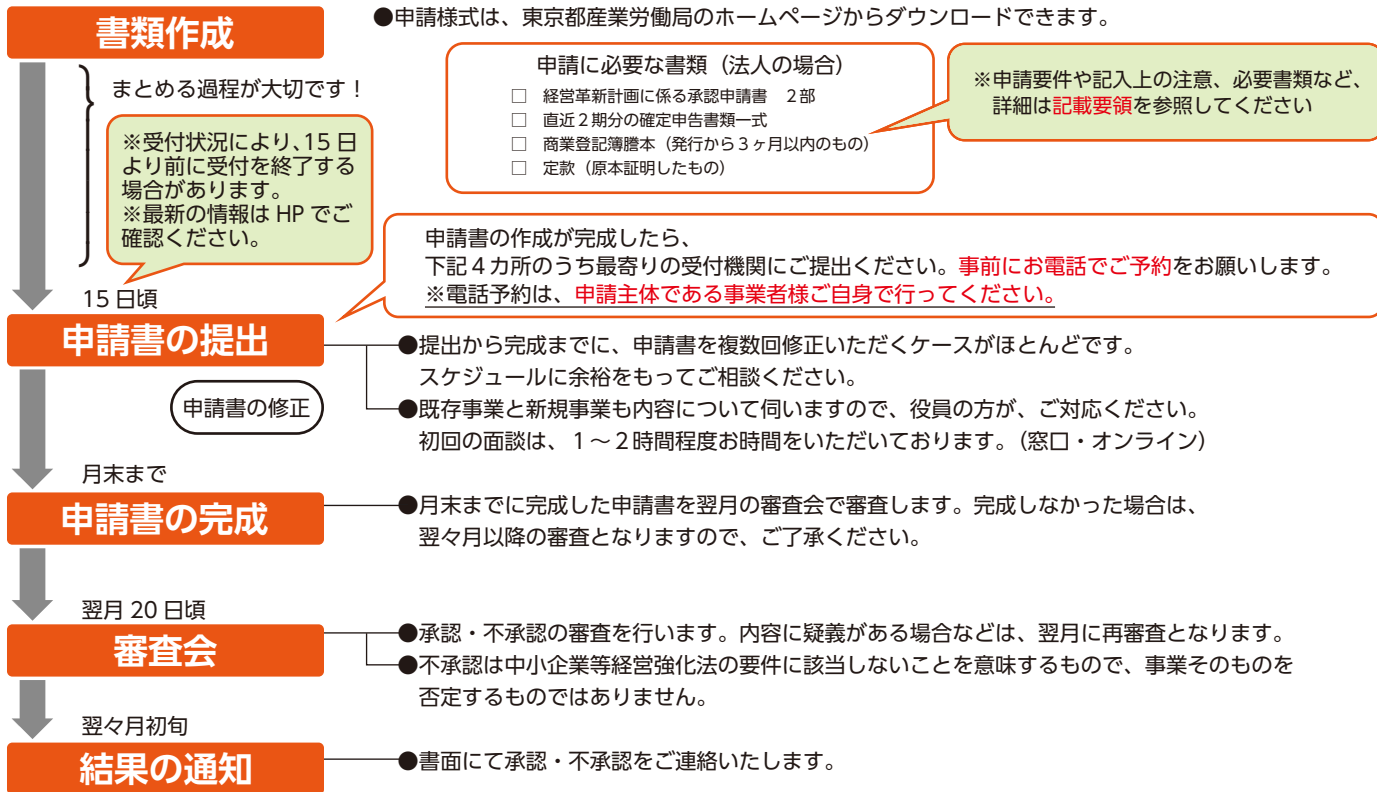 書類作成
●申請様式は、東京都産業労働局のホームページからダウンロードできます。
まとめる過程が大切です！
※受付状況により、15日
より前に受付を終了する
場合があります。
※最新の情報は HP でご
確認ください。
申請に必要な書類（法人の場合）
□ 経営革新計画に係る承認申請書　２部
□ 直近２期分の確定申告書類一式
□ 商業登記簿謄本（発行から３ヶ月以内のもの）
□ 定款（原本証明したもの）
※申請要件や記入上の注意、必要書類など、
詳細は記載要領を参照してください
申請書の作成が完成したら、
下記４カ所のうち最寄りの受付機関にご提出ください。事前にお電話でご予約をお願いします。
※電話予約は、申請主体である事業者様ご自身で行ってください。
15 日頃
申請書の提出
●提出から完成までに、申請書を複数回修正いただくケースがほとんどです。
スケジュールに余裕をもってご相談ください。
申請書の修正
●既存事業と新規事業も内容について伺いますので、役員の方が、ご対応ください。
初回の面談は、１～２時間程度お時間をいただいております。（窓口・オンライン）
月末まで
申請書の完成
●月末までに完成した申請書を翌月の審査会で審査します。完成しなかった場合は、
翌々月以降の審査となりますので、ご了承ください。
翌月 20 日頃
審査会
●承認・不承認の審査を行います。内容に疑義がある場合などは、翌月に再審査となります。
●不承認は中小企業等経営強化法の要件に該当しないことを意味するもので、事業そのものを
否定するものではありません。
翌々月初旬
結果の通知
●書面にて承認・不承認をご連絡いたします。